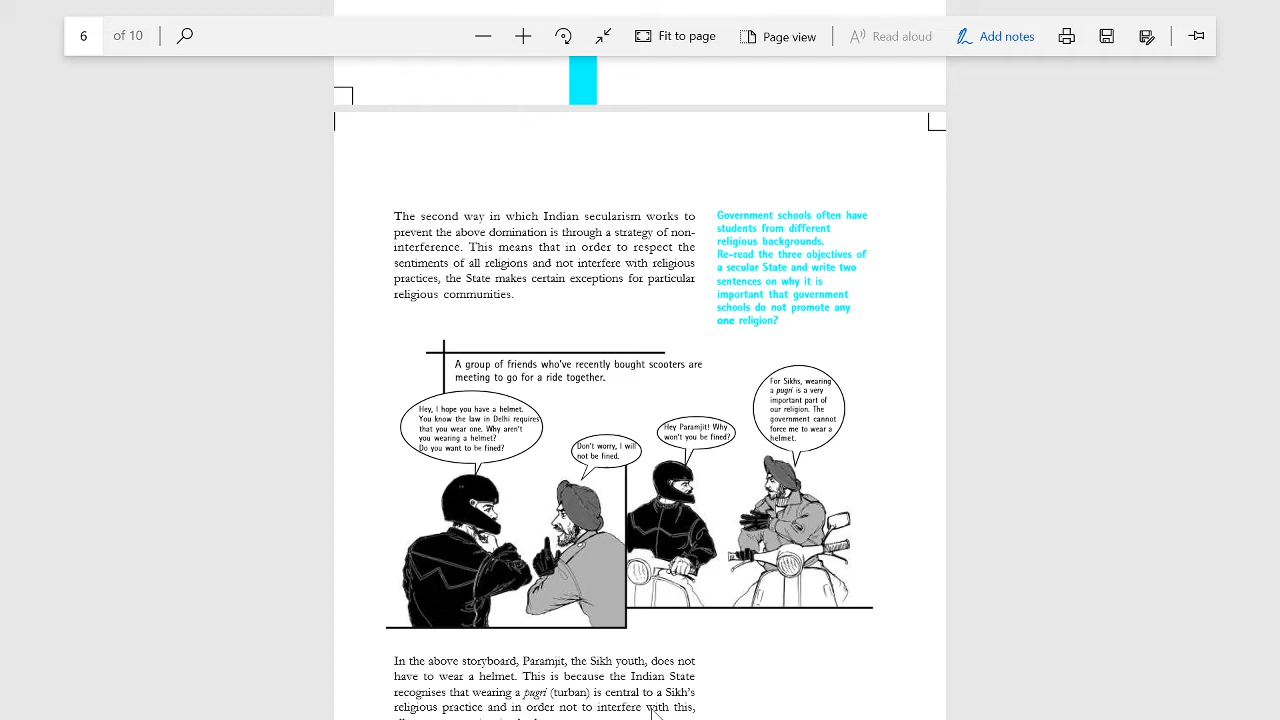 6 of 10
Fit to page
Page view
Read aloud
Add notes
The second way in which Indian secularism works to
prevent the above domination is through a strategy of non-
interference. This means that in order to respect the
sentiments of all religions and not interfere with religious
practices, the State makes certain exceptions for particular
religious communities.
Government schools often have
students from different
religious backgrounds.
Re-read the three objectives of
a secular State and write two
sentences on why it is
important that government
schools do not promote any
one religion?
A group of friends who've recently bought scooters are
meeting to go for a ride together.
Hey, I hope you have a helmet.
You know the law in Delhi requires
that you wear one. Why aren't
you wearing a helmet?
Do you want to be fined?
Don't worry, I will
not be fined.
Hey Paramjit! Why
won't you be fined?
For Sikhs, wearing
a pugri is a very
important part of
our religion. The
government cannot
force me to wear a
helmet.
In the above storyboard, Paramjit, the Sikh youth, does not
have to wear a helmet. This is because the Indian State
recognises that wearing a pugri (turban) is central to a Sikh's
religious practice and in order not to interfere with this,